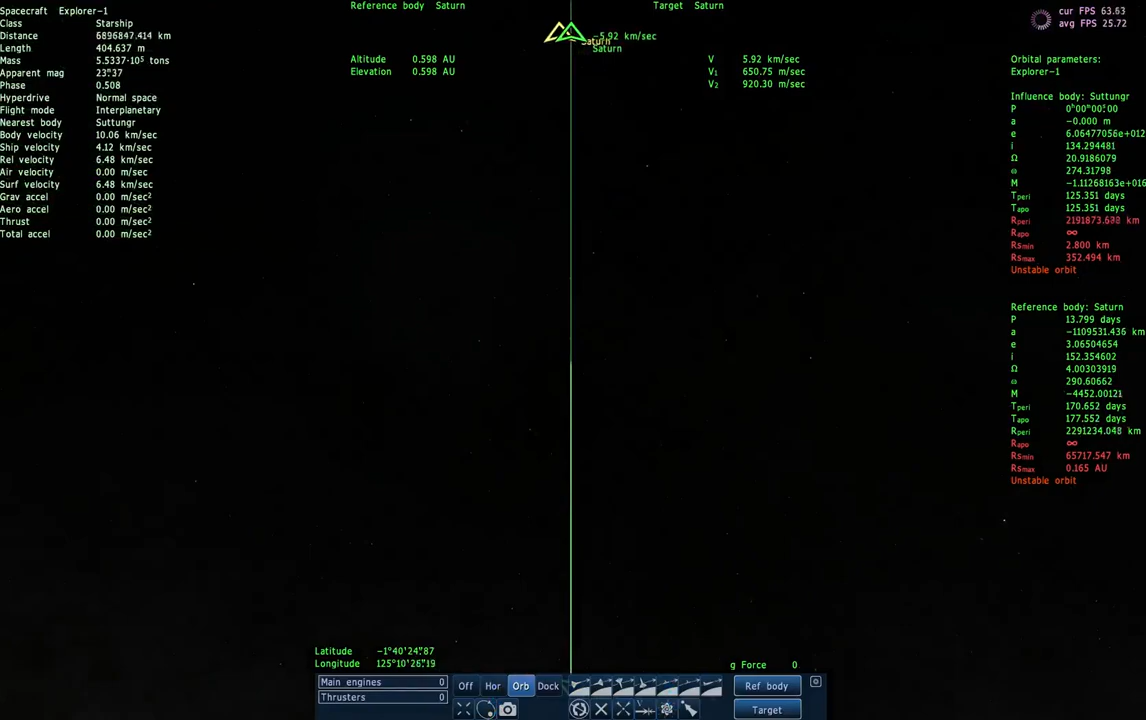 Spacecraft Explorer-1
Class Starship
Distance 6896847.414 km
Length 404.637 m
Mass 5.5337·10⁵ tons
Apparent mag 23ᵐ37
Phase 0.508
Hyperdrive Normal space
Flight mode Interplanetary
Nearest body Suttungr
Body velocity 10.06 km/sec
Ship velocity 4.12 km/sec
Rel velocity 6.48 km/sec
Air velocity 0.00 m/sec
Surf velocity 6.48 km/sec
Grav accel 0.00 m/sec²
Aero accel 0.00 m/sec²
Thrust 0.00 m/sec²
Total accel 0.00 m/sec²
Reference body Saturn
Target Saturn
-5.92 km/sec
Saturn
Saturn
Altitude 0.598 AU
Elevation 0.598 AU
V 5.92 km/sec
V₁ 650.75 m/sec
V₂ 920.30 m/sec
cur FPS 63.63
avg FPS 25.72
Orbital parameters:
Explorer-1
Influence body: Suttungr
P 0ʰ00ᵐ00ˢ.00
a -0.000 m
e 6.06477056e+012
i 134.294481
Ω 20.9186079
ω 274.31798
M -1.11268163e+016
Tperi 125.351 days
Tapo 125.351 days
Rperi km
Rapo ∞
Rsmin 2.800 km
Rsmax 352.494 km
Unstable orbit
Reference body: Saturn
P 13.799 days
a -1109531.436 km
e 3.06504654
i 152.354602
Ω 4.00303919
ω 290.60662
M -4452.00121
Tperi 170.652 days
Tapo 177.552 days
Rperi 2291234.048 km
Rapo ∞
Rsmin 65717.547 km
Rsmax 0.165 AU
Unstable orbit
Latitude -1°40'24".87
Longitude 125°10'26".19
g Force 0
Main engines 0
Thrusters 0
Off Hor Orb Dock
Ref body
Target